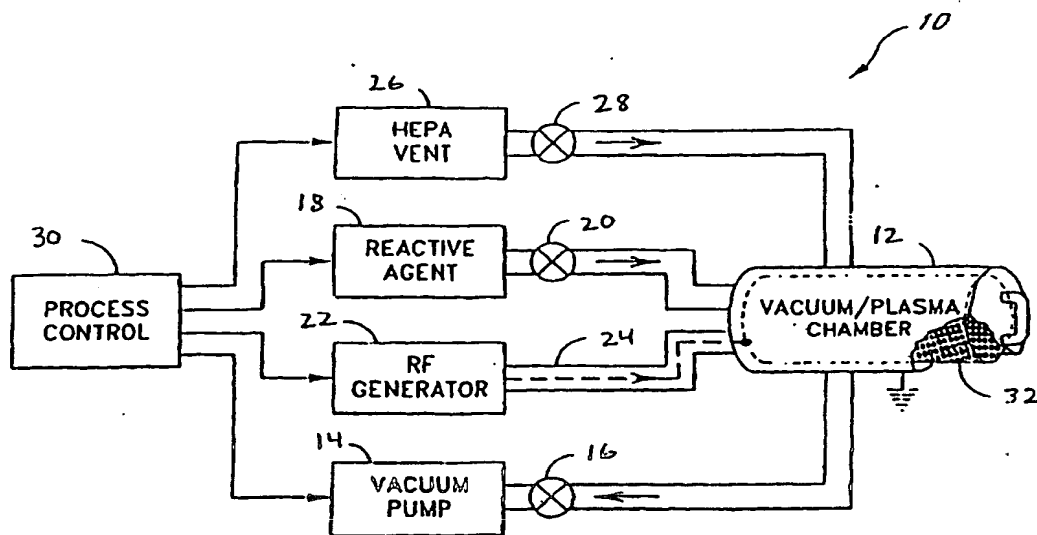 10
26
28
HEPA
VENT
18
20
12
REACTIVE
AGENT
30
PROCESS
CONTROL
VACUUM/PLASMA
CHAMBER
22
24
RF
GENERATOR
32
14
16
VACUUM
PUMP